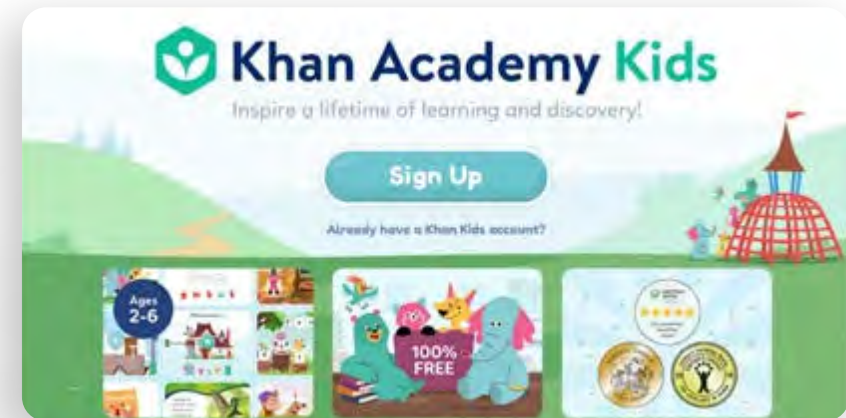 Khan Academy Kids
Inspire a lifetime of learning and discovery!
Sign Up
Already have a Khan Kids account?
Ages
2-6
100%
FREE